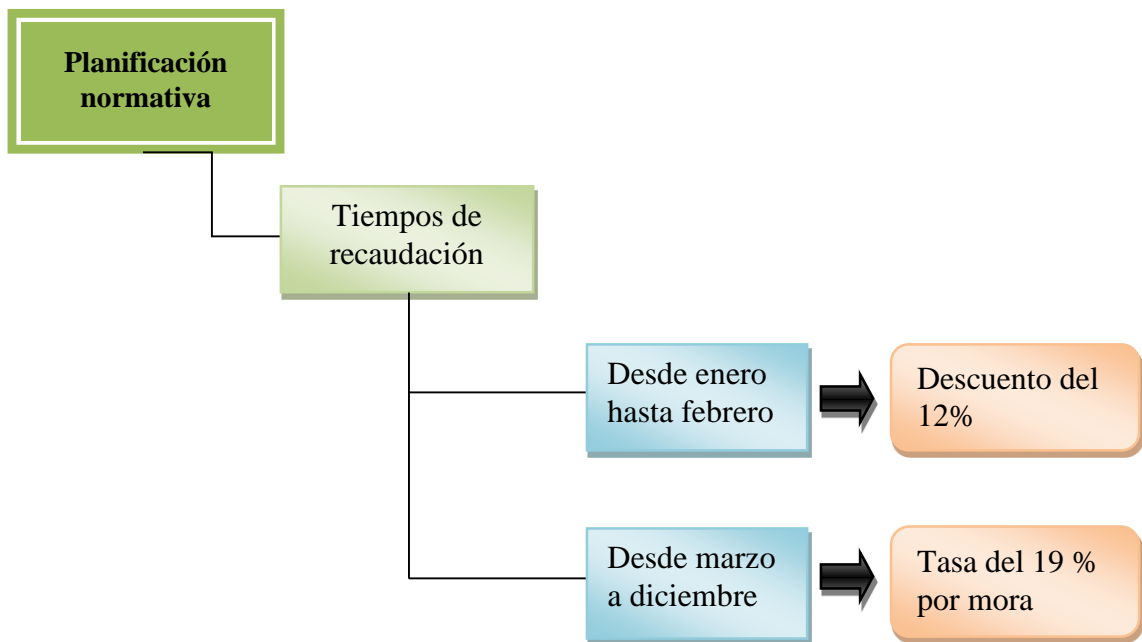 Planificación
normativa
Tiempos de
recaudación
Desde enero
hasta febrero
Descuento del
12%
Desde marzo
a diciembre
Tasa del 19 %
por mora